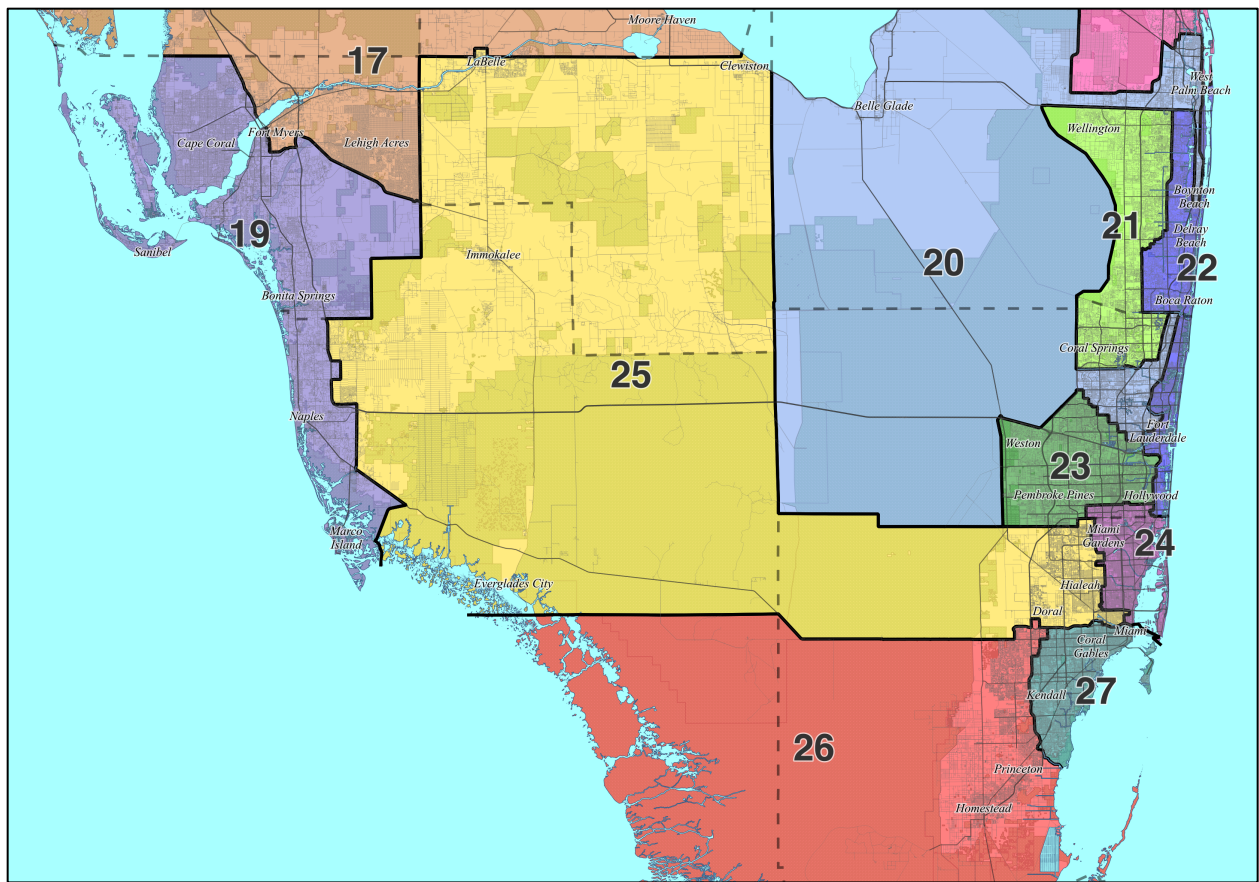 Moore Haven
17
LaBelle
Clewiston
West
Palm Beach
Belle Glade
Fort Myers
Wellington
Cape Coral
Lehigh Acres
Boynton
Beach
21
19
Delray
Beach
Sanibel
Immokalee
20
22
Bonita Springs
Boca Raton
Coral Springs
25
Naples
Fort
Lauderdale
Weston
23
Pembroke Pines
Hollywood
Marco
Island
Miami
Gardens
24
Everglades City
Hialeah
Doral
Miami
Coral
Gables
Kendall
27
26
Princeton
Homestead